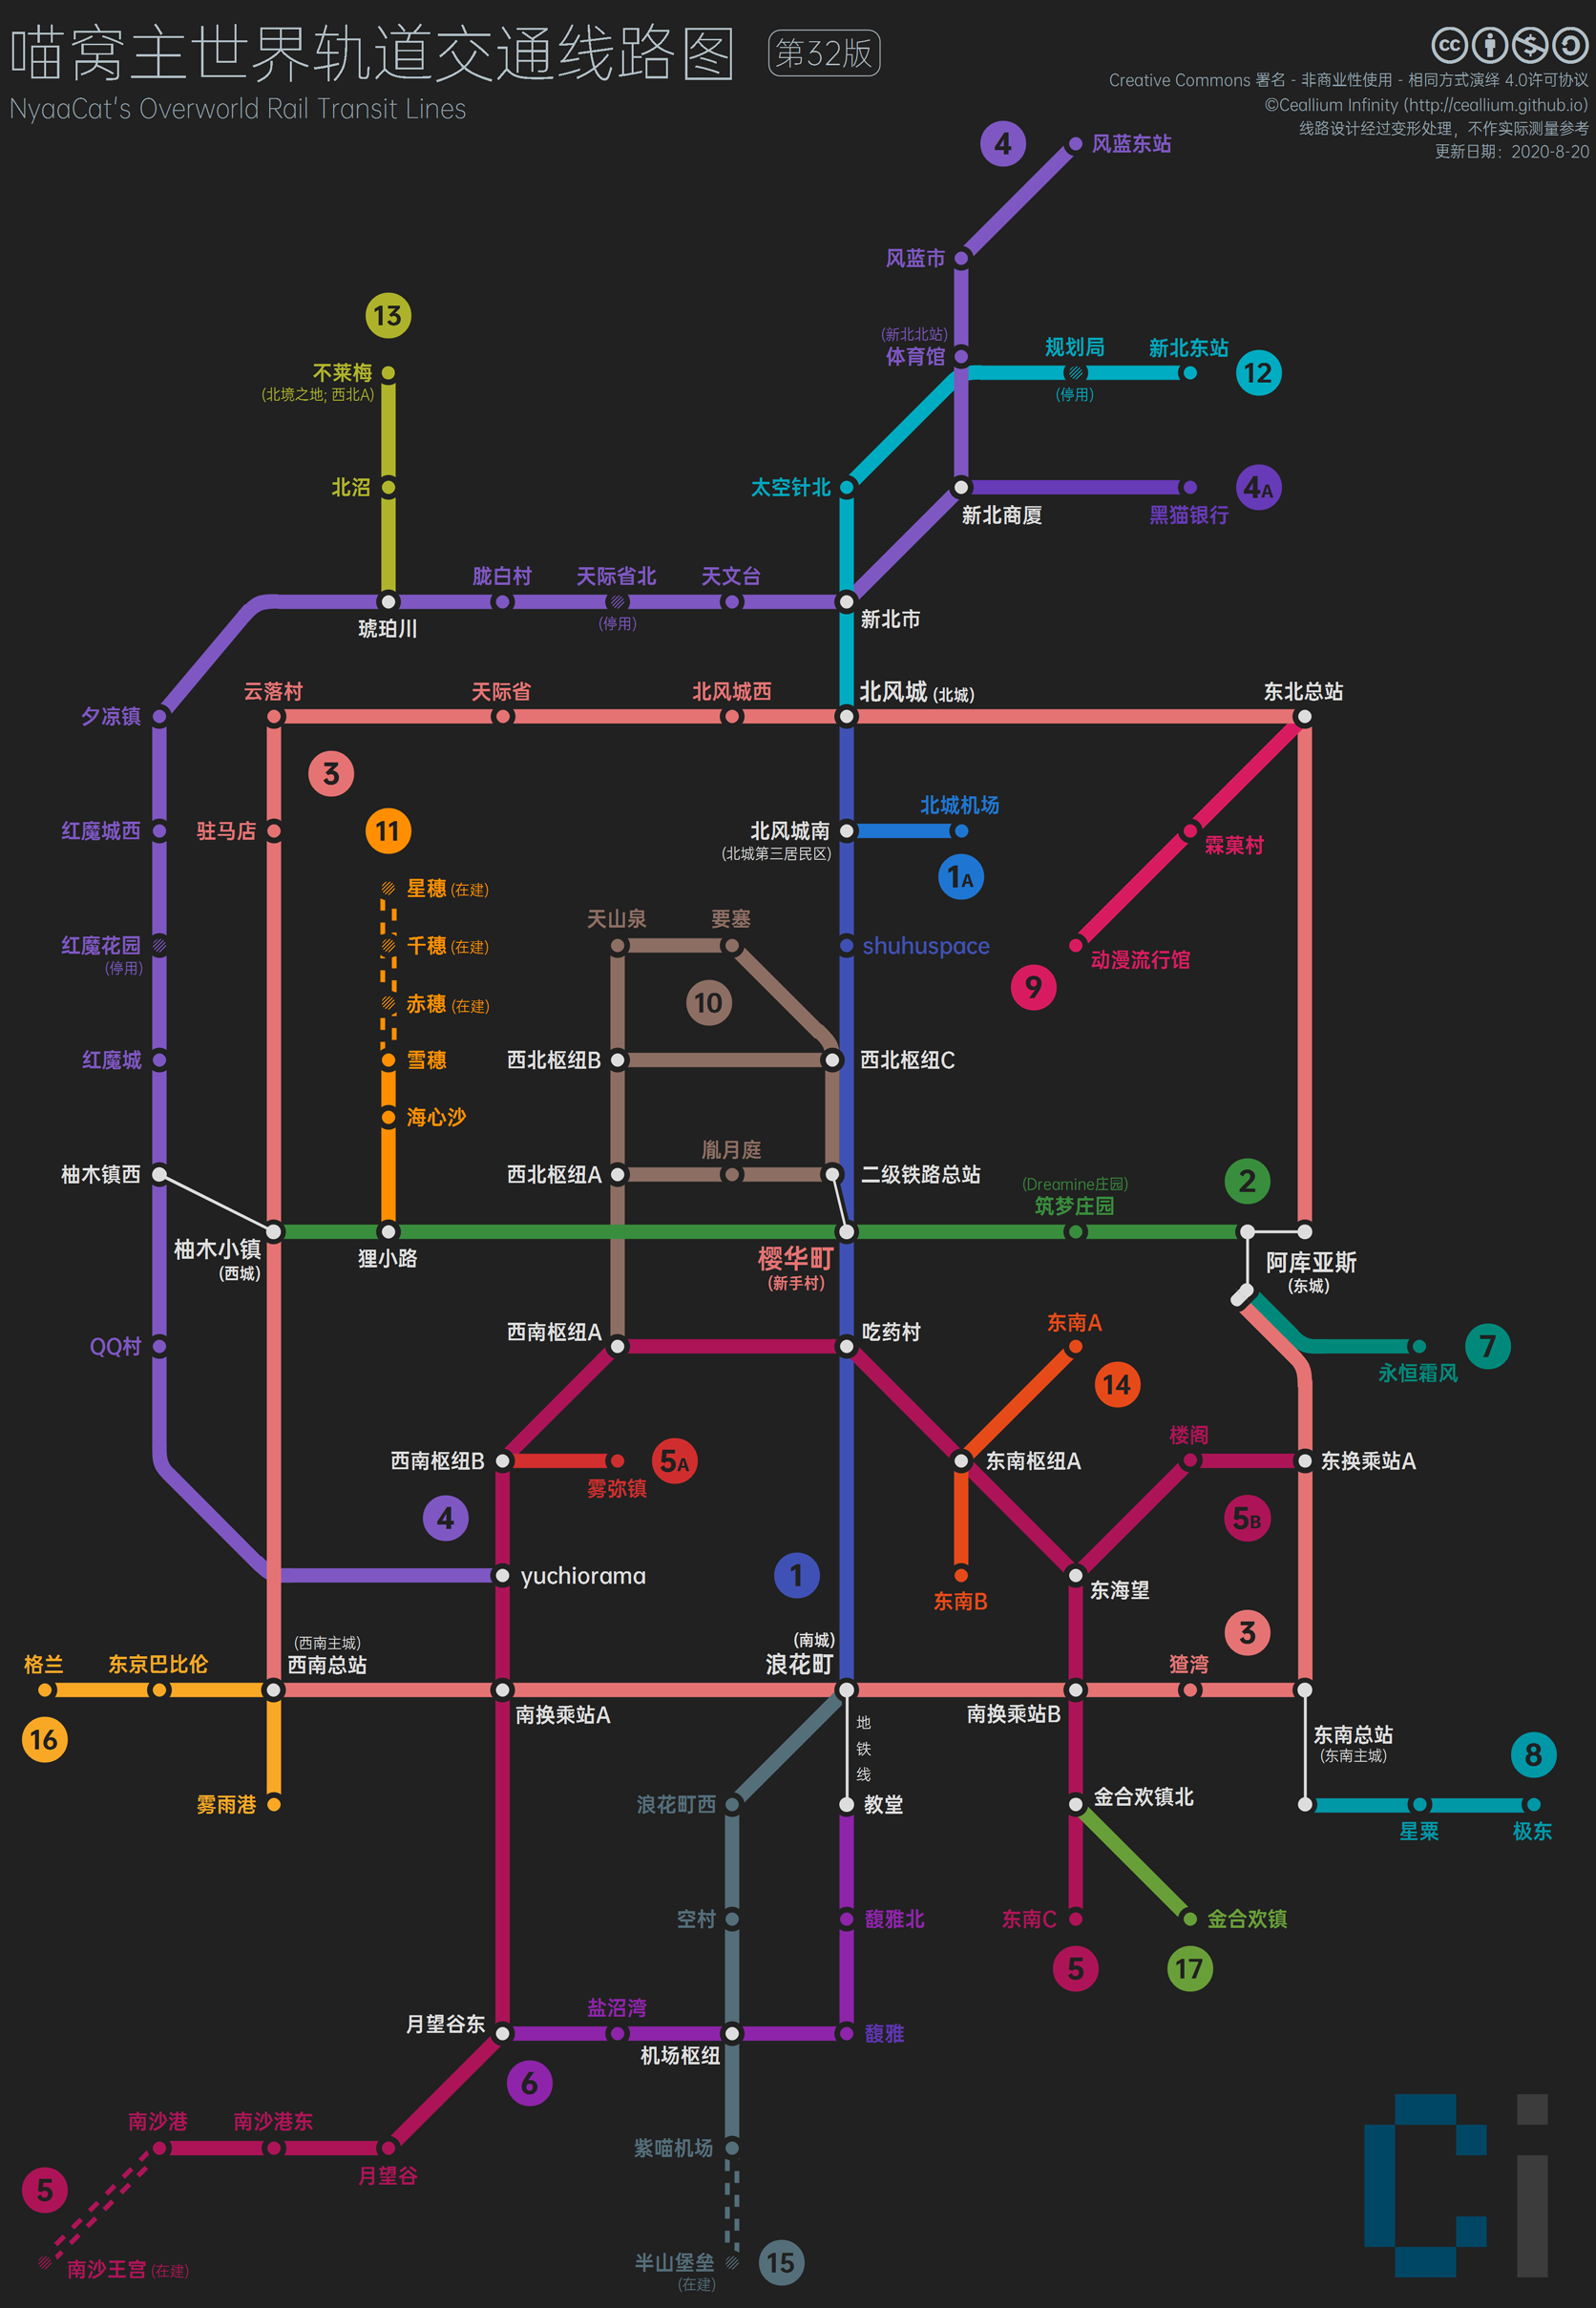 喵窝主世界轨道交通线路图 第32版
NyaaCat's Overworld Rail Transit Lines
Creative Commons 署名 - 非商业性使用 - 相同方式演绎 4.0许可协议
©Ceallium Infinity (http://ceallium.github.io)
线路设计经过变形处理，不作实际测量参考
更新日期：2020-8-20
4 风蓝东站
风蓝市
(新北北站)
体育馆
规划局
(停用)
新北东站
12
13
不莱梅
(北境之地; 西北A)
北沼
太空针北
新北商厦
黑猫银行
4A
琥珀川
胧白村
天际省北
(停用)
天文台
新北市
夕凉镇
云落村
天际省
北风城西
北风城 (北城)
东北总站
3
红魔城西
驻马店
11
北风城南
(北城第三居民区)
北城机场
1A
霖菓村
星穗 (在建)
千穗 (在建)
赤穗 (在建)
雪穗
海心沙
红魔花园
(停用)
天山泉
要塞
10
shuhuspace
动漫流行馆
9
红魔城
西北枢纽B
西北枢纽C
柚木镇西
西北枢纽A
胤月庭
二级铁路总站
(Dreamine庄园)
筑梦庄园
2
柚木小镇
(西城)
狸小路
樱华町
(新手村)
阿库亚斯
(东城)
QQ村
西南枢纽A
吃药村
东南A
14
永恒霜风
7
西南枢纽B
雾弥镇
5A
东南枢纽A
楼阁
东换乘站A
5B
4
yuchiorama
1
东南B
东海望
3
格兰
东京巴比伦
(西南主城)
西南总站
(南城)
浪花町
猹湾
16
南换乘站A
地
铁
线
南换乘站B
东南总站
(东南主城)
8
雾雨港
浪花町西
教堂
金合欢镇北
星粟
极东
空村
馥雅北
东南C
5
金合欢镇
17
月望谷东
盐沼湾
机场枢纽
馥雅
6
南沙港
南沙港东
月望谷
紫喵机场
5
南沙王宫 (在建)
半山堡垒
(在建)
15
Ci